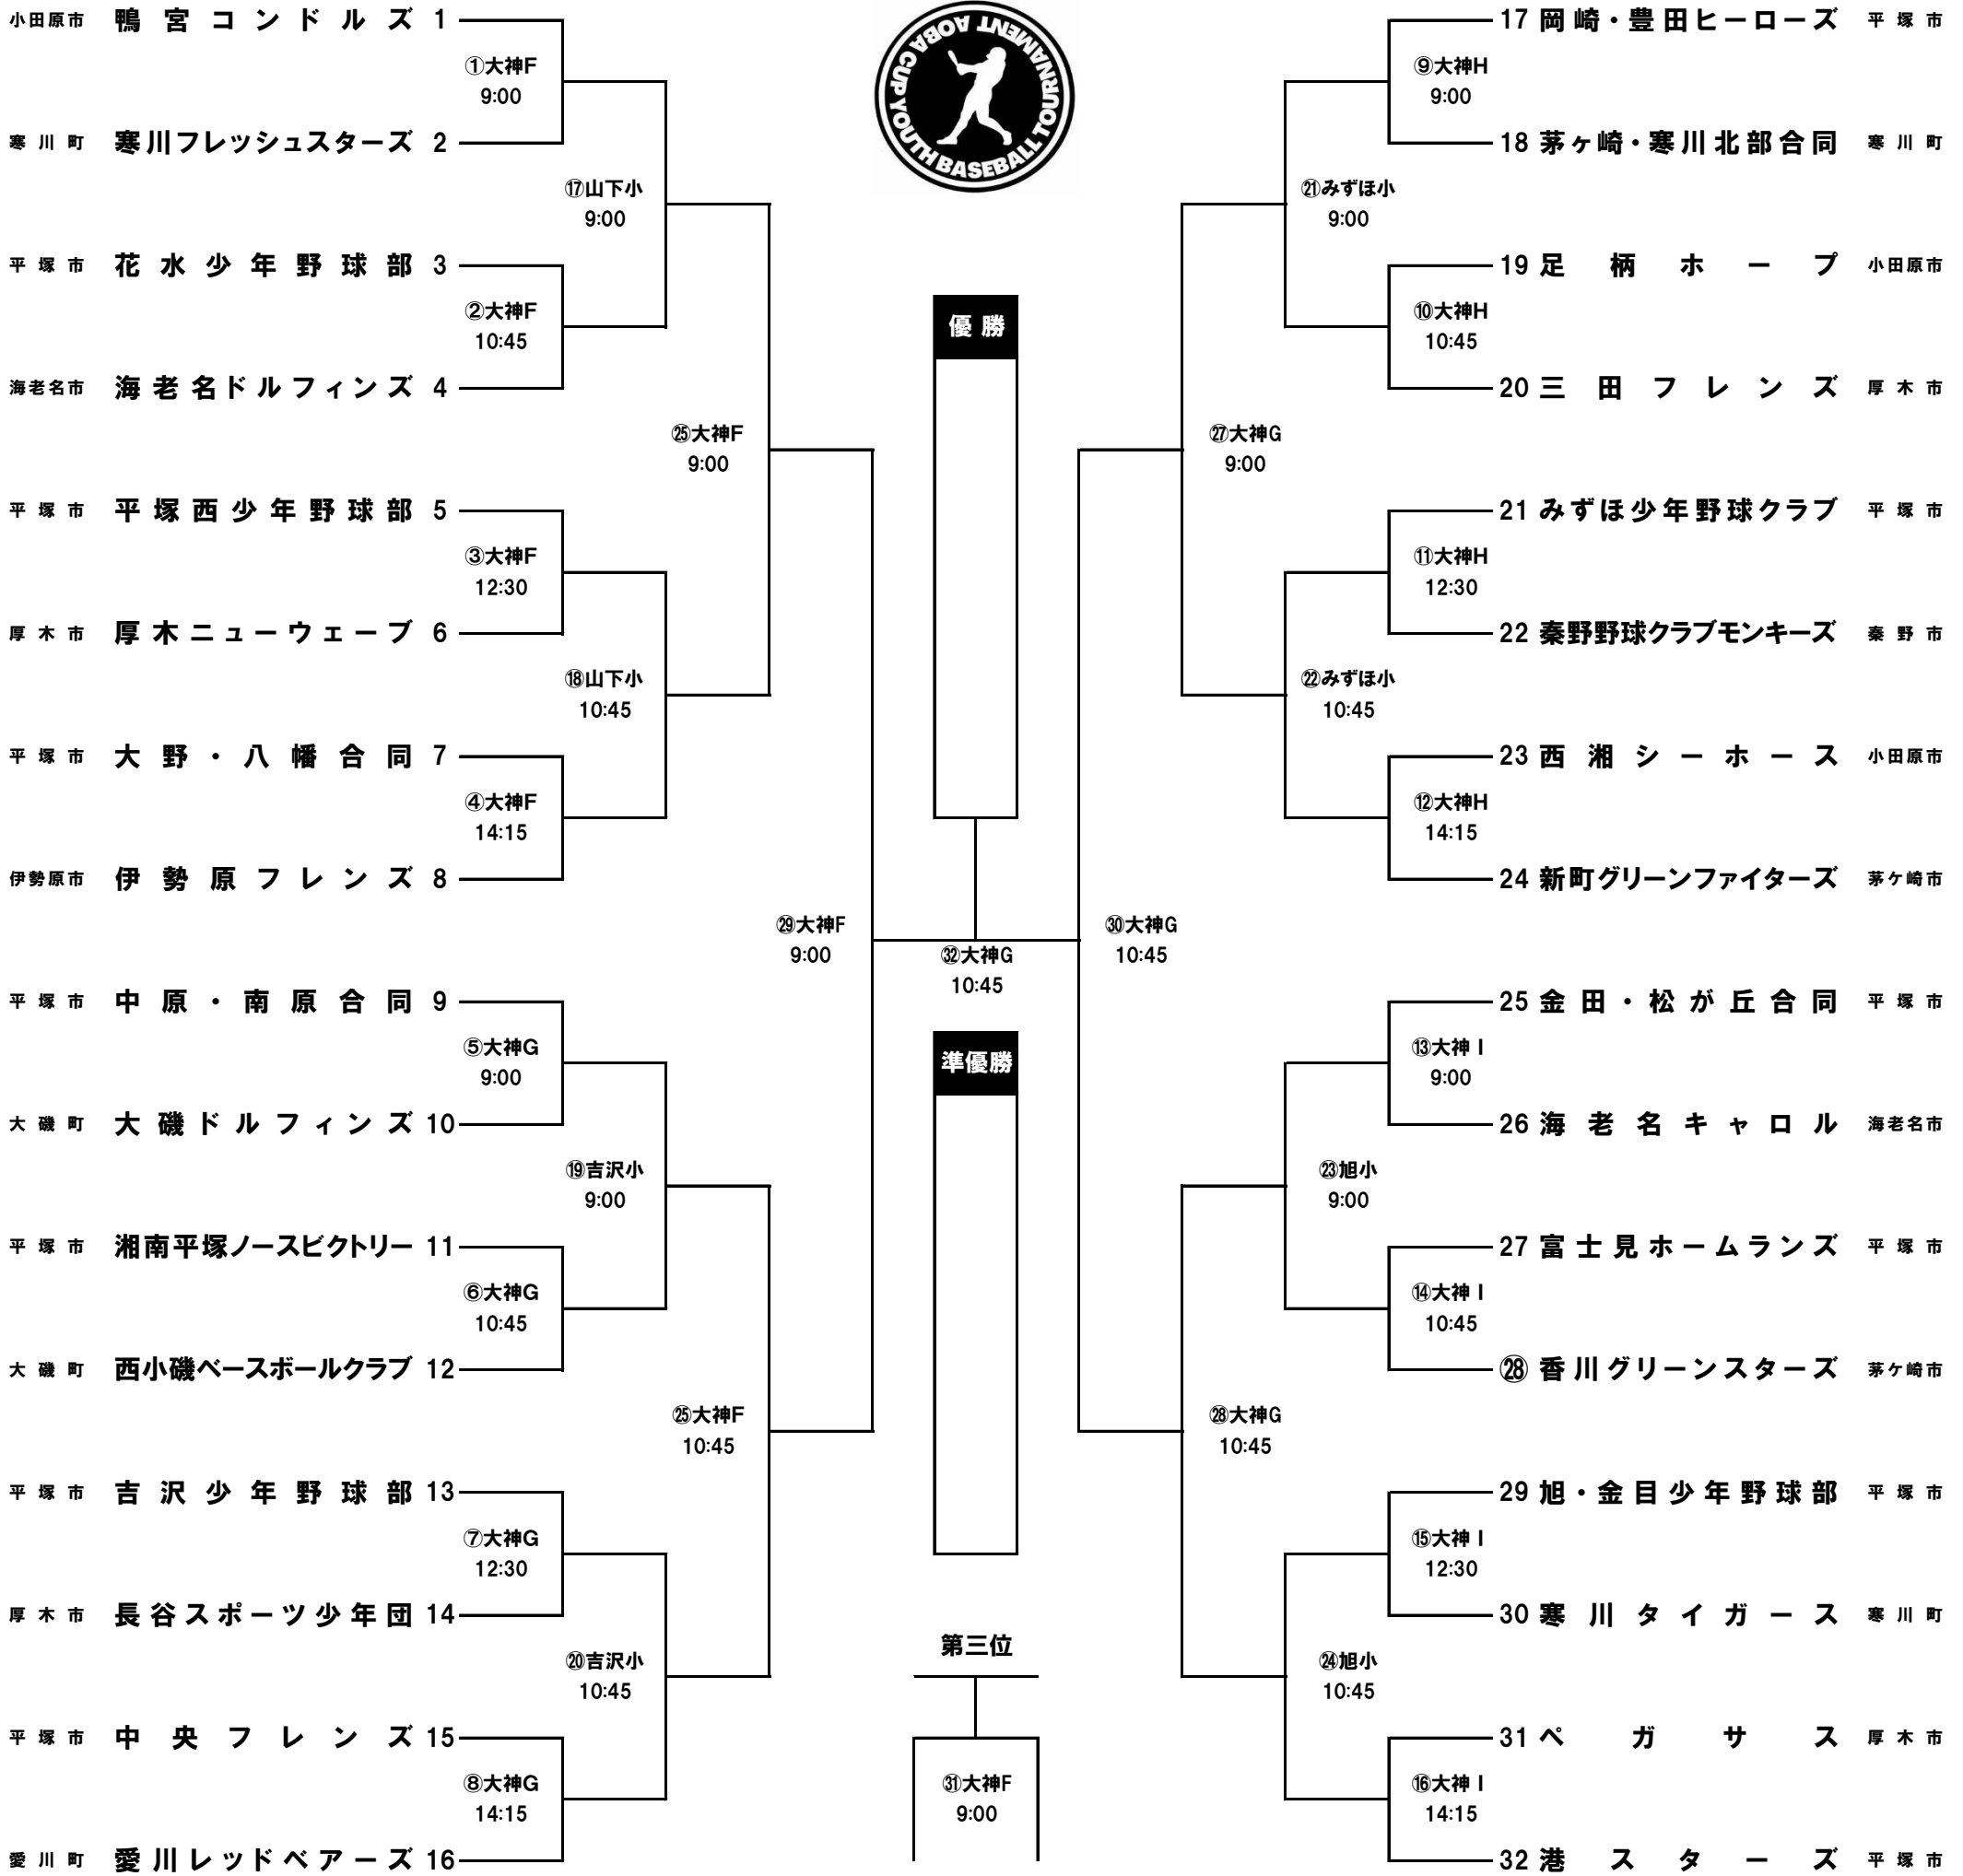 AOBA CUP YOUTH BASEBALL TOURNAMENT
小田原市 鴨宮コンドルズ 1
①大神F
9:00
寒川町 寒川フレッシュスターズ 2
⑰山下小
9:00
平塚市 花水少年野球部 3
②大神F
10:45
海老名市 海老名ドルフィンズ 4
㉕大神F
9:00
平塚市 平塚西少年野球部 5
③大神F
12:30
厚木市 厚木ニューウェーブ 6
⑱山下小
10:45
平塚市 大野・八幡合同 7
④大神F
14:15
伊勢原市 伊勢原フレンズ 8
㉙大神F
9:00
平塚市 中原・南原合同 9
⑤大神G
9:00
大磯町 大磯ドルフィンズ 10
⑲吉沢小
9:00
平塚市 湘南平塚ノースビクトリー 11
⑥大神G
10:45
大磯町 西小磯ベースボールクラブ 12
㉕大神F
10:45
平塚市 吉沢少年野球部 13
⑦大神G
12:30
厚木市 長谷スポーツ少年団 14
⑳吉沢小
10:45
平塚市 中央フレンズ 15
⑧大神G
14:15
愛川町 愛川レッドベアーズ 16
優勝
㉜大神G
10:45
準優勝
第三位
㉛大神F
9:00
17 岡崎・豊田ヒーローズ 平塚市
⑨大神H
9:00
18 茅ヶ崎・寒川北部合同 寒川町
㉑みずほ小
9:00
19 足柄ホープ 小田原市
⑩大神H
10:45
20 三田フレンズ 厚木市
㉗大神G
9:00
21 みずほ少年野球クラブ 平塚市
⑪大神H
12:30
22 秦野野球クラブモンキーズ 秦野市
㉒みずほ小
10:45
23 西湘シーホース 小田原市
⑫大神H
14:15
24 新町グリーンファイターズ 茅ケ崎市
㉚大神G
10:45
25 金田・松が丘合同 平塚市
⑬大神I
9:00
26 海老名キャロル 海老名市
㉓旭小
9:00
27 富士見ホームランズ 平塚市
⑭大神I
10:45
㉘ 香川グリーンスターズ 茅ケ崎市
㉘大神G
10:45
29 旭・金目少年野球部 平塚市
⑮大神I
12:30
30 寒川タイガース 寒川町
㉔旭小
10:45
31 ペガサス 厚木市
⑯大神I
14:15
32 港スターズ 平塚市